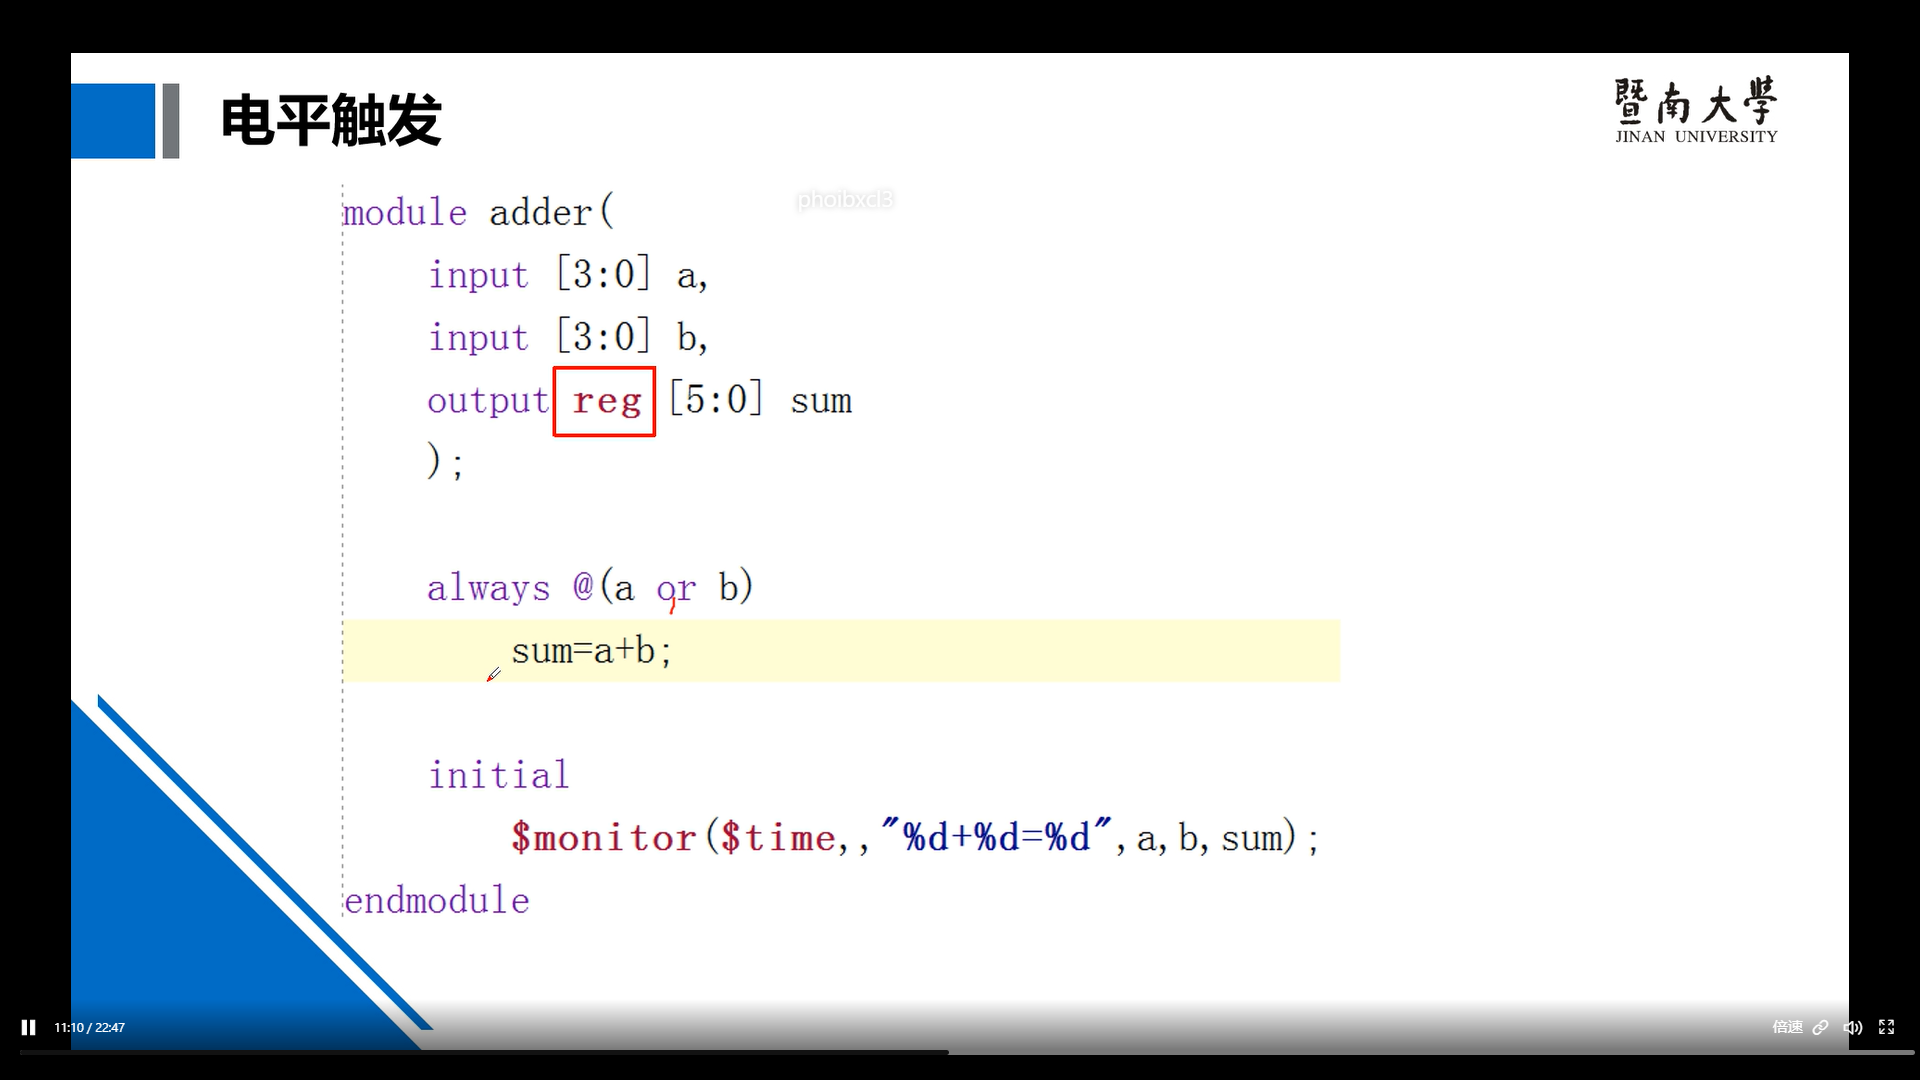 电平触发
暨南大学
JINAN UNIVERSITY
phoibxcl3
module adder(
input [3:0] a,
input [3:0] b,
output reg [5:0] sum
);
always @(a or b)
sum=a+b;
initial
$monitor($time,,"%d+%d=%d",a,b,sum);
endmodule
11:10 / 22:47
倍速